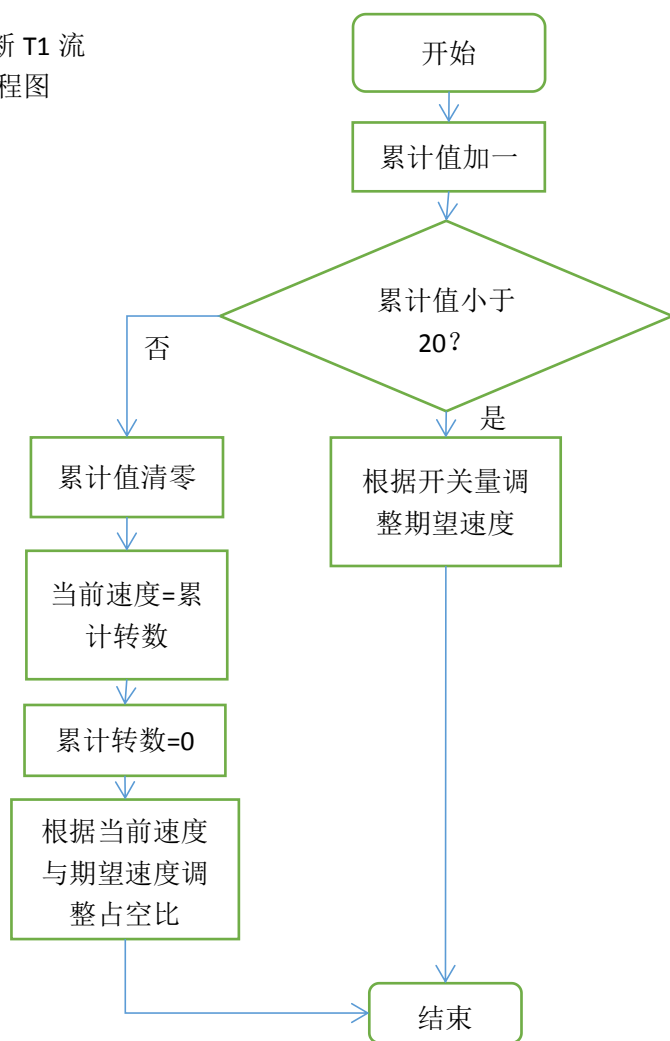 断 T1 流
程图
开始
累计值加一
累计值小于
20？
否
是
累计值清零
根据开关量调
整期望速度
当前速度=累
计转数
累计转数=0
根据当前速度
与期望速度调
整占空比
结束